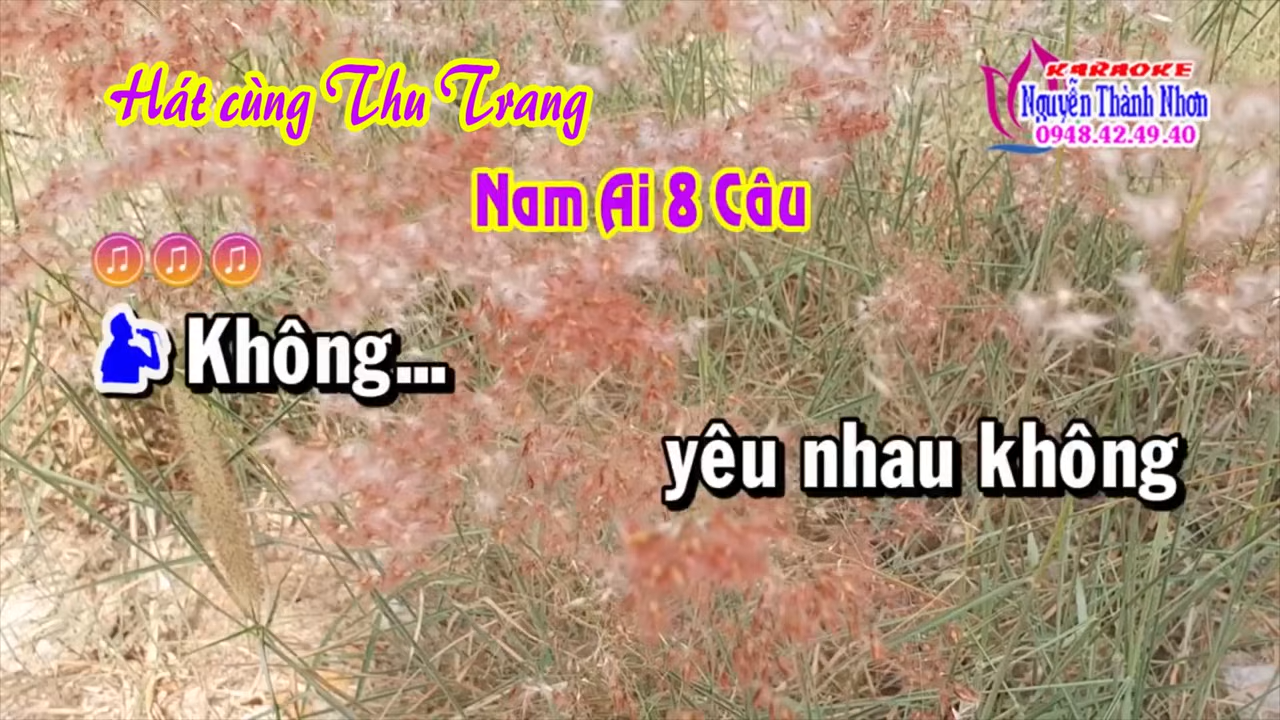 Hát cùng Thu Trang
KARAOKE
Nguyễn Thành Nhơn
0948.42.49.40
Nam Ai 8 Câu
Không...
yêu nhau không